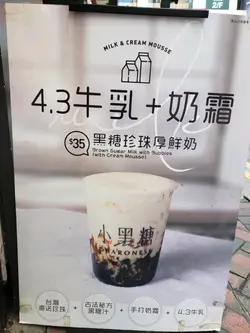 2/F
MILK & CREAM MOUSSE
4.3牛乳+奶霜
$35 黑糖珍珠厚鮮奶
Brown Sugar Milk with Bubbles
(with Cream Mousse)
小黑糖
台灣
古法秘方 + 手打奶霜 + 4.3牛乳
黑糖汁